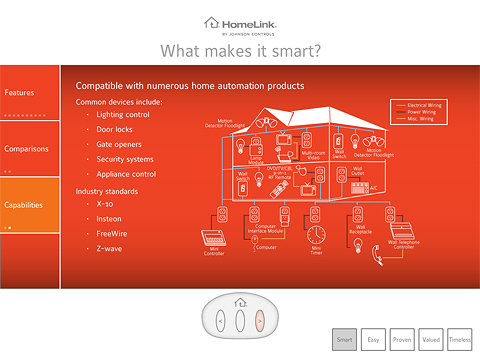 HomeLink
BY JOHNSON CONTROLS
What makes it smart?
Features
Comparisons
Capabilities
Compatible with numerous home automation products
Common devices include:
• Lighting control
• Door locks
• Gate openers
• Security systems
• Appliance control
Industry standards
• X-10
• Insteon
• FreeWire
• Z-wave
Electrical Wiring
Power Wiring
Misc. Wiring
Motion
Detector Floodlight
Lamp
Module
Multi-room
Video
Wall
Switch
Motion
Detector Floodlight
Wall
Switch
DVD/TV/CBL
6-in-1
RF Remote
Wall
Outlet
A/C
Mini
Controller
Computer
Interface Module
Computer
Mini
Timer
Wall
Receptacle
Wall Telephone
Controller
<
>
Smart
Easy
Proven
Valued
Timeless